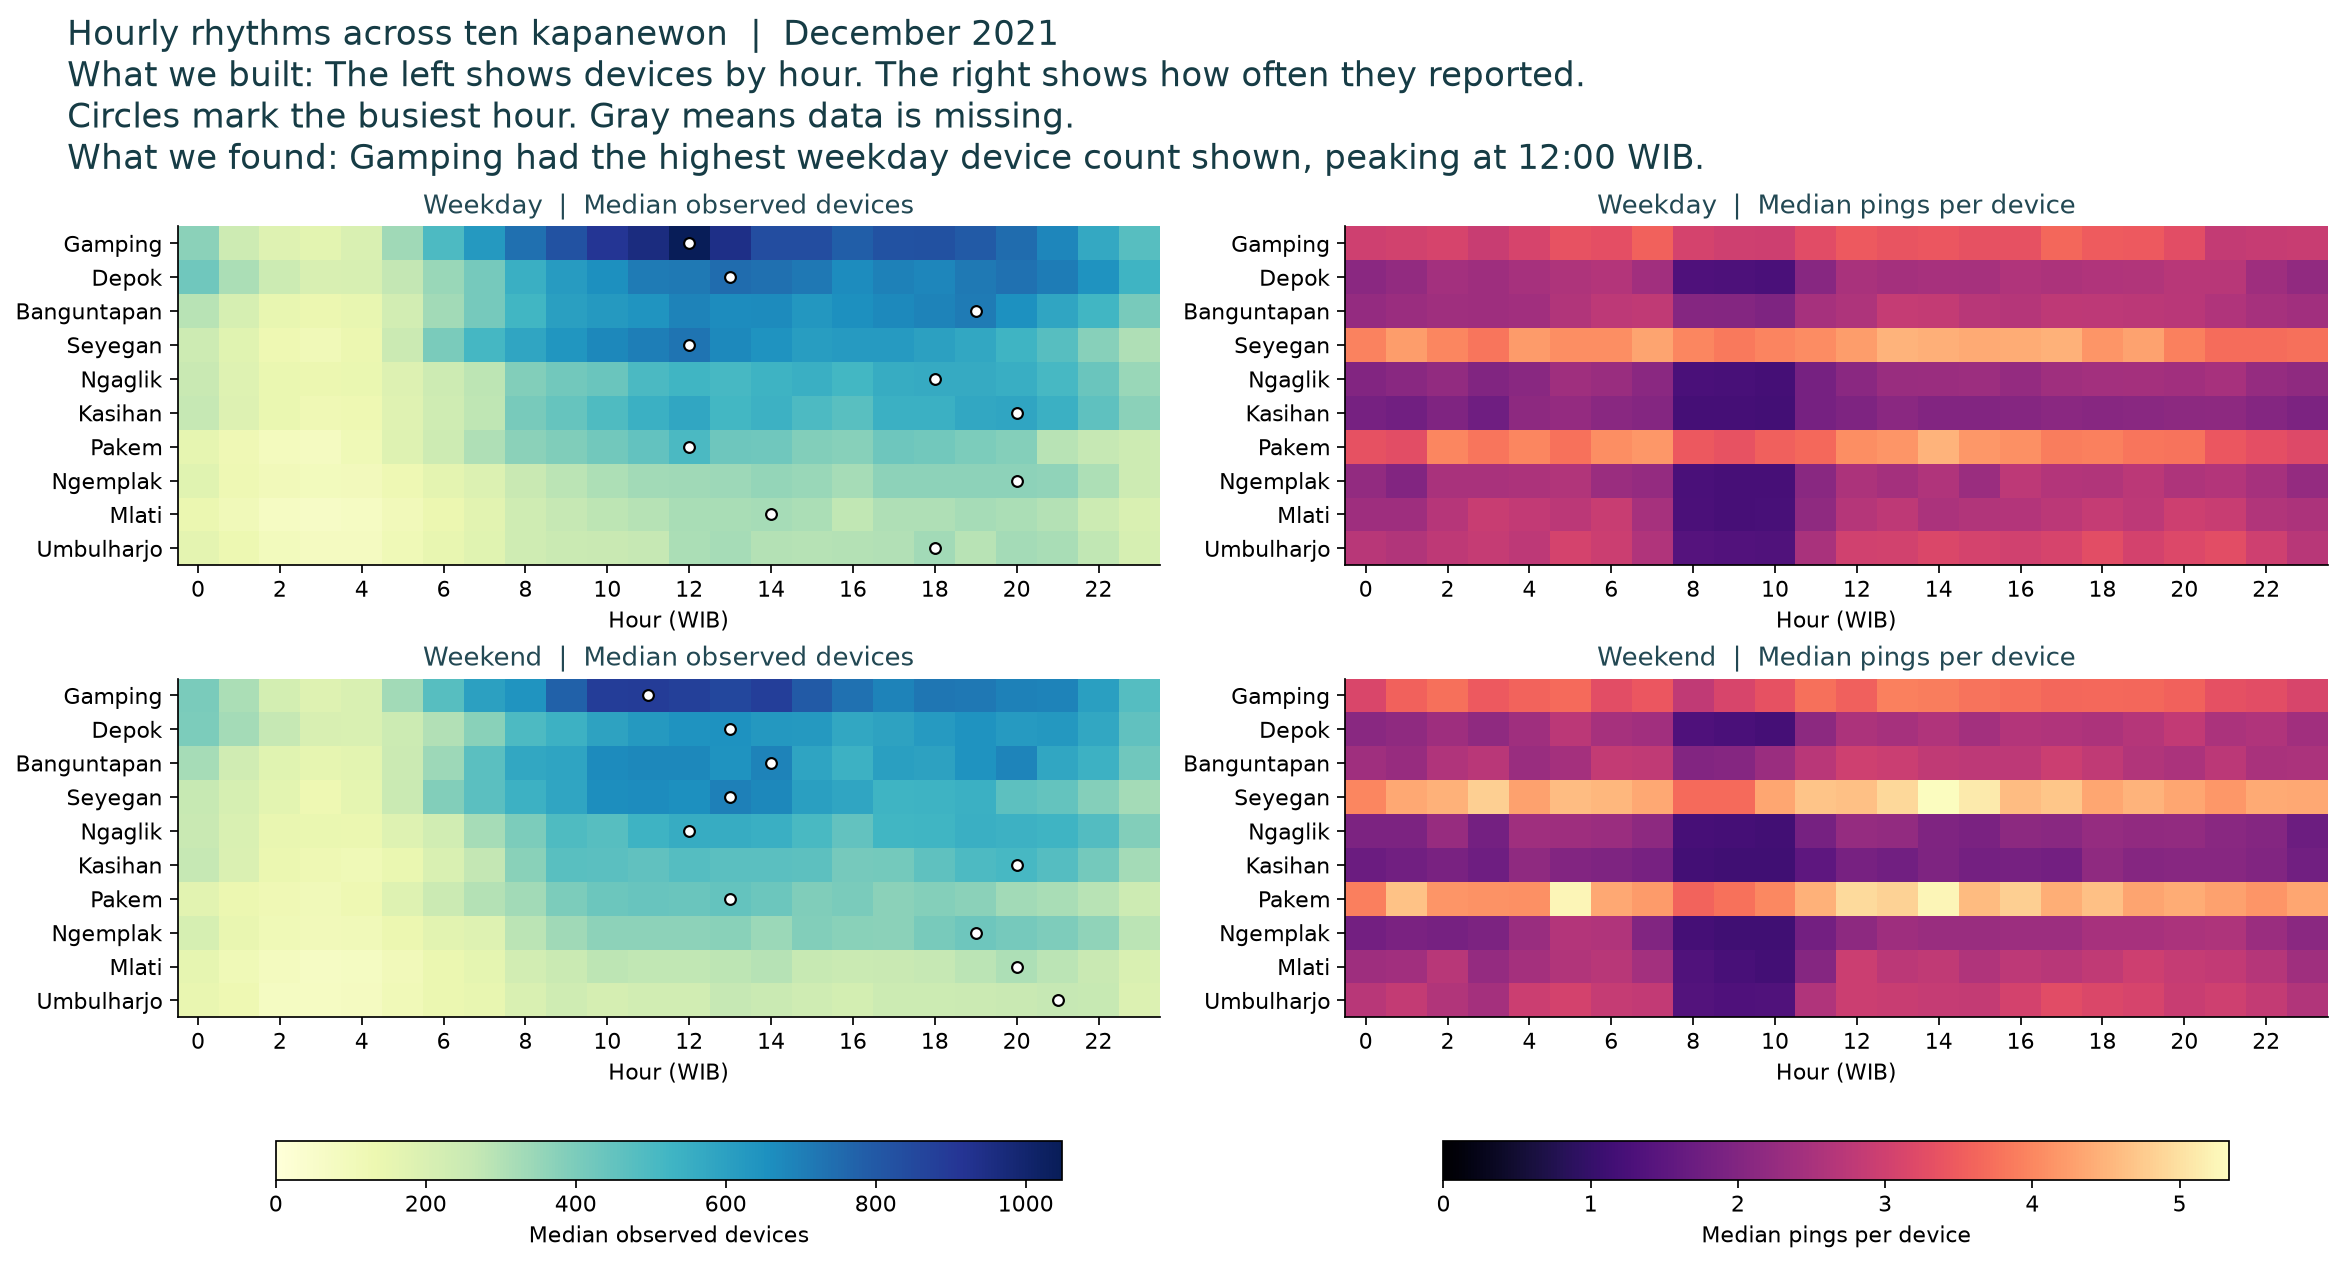 Hourly rhythms across ten kapanewon | December 2021
What we built: The left shows devices by hour. The right shows how often they reported.
Circles mark the busiest hour. Gray means data is missing.
What we found: Gamping had the highest weekday device count shown, peaking at 12:00 WIB.
Weekday | Median observed devices
Gamping
Depok
Banguntapan
Seyegan
Ngaglik
Kasihan
Pakem
Ngemplak
Mlati
Umbulharjo
0 2 4 6 8 10 12 14 16 18 20 22
Hour (WIB)
Weekday | Median pings per device
Gamping
Depok
Banguntapan
Seyegan
Ngaglik
Kasihan
Pakem
Ngemplak
Mlati
Umbulharjo
0 2 4 6 8 10 12 14 16 18 20 22
Hour (WIB)
Weekend | Median observed devices
Gamping
Depok
Banguntapan
Seyegan
Ngaglik
Kasihan
Pakem
Ngemplak
Mlati
Umbulharjo
0 2 4 6 8 10 12 14 16 18 20 22
Hour (WIB)
Weekend | Median pings per device
Gamping
Depok
Banguntapan
Seyegan
Ngaglik
Kasihan
Pakem
Ngemplak
Mlati
Umbulharjo
0 2 4 6 8 10 12 14 16 18 20 22
Hour (WIB)
0 200 400 600 800 1000
Median observed devices
0 1 2 3 4 5
Median pings per device